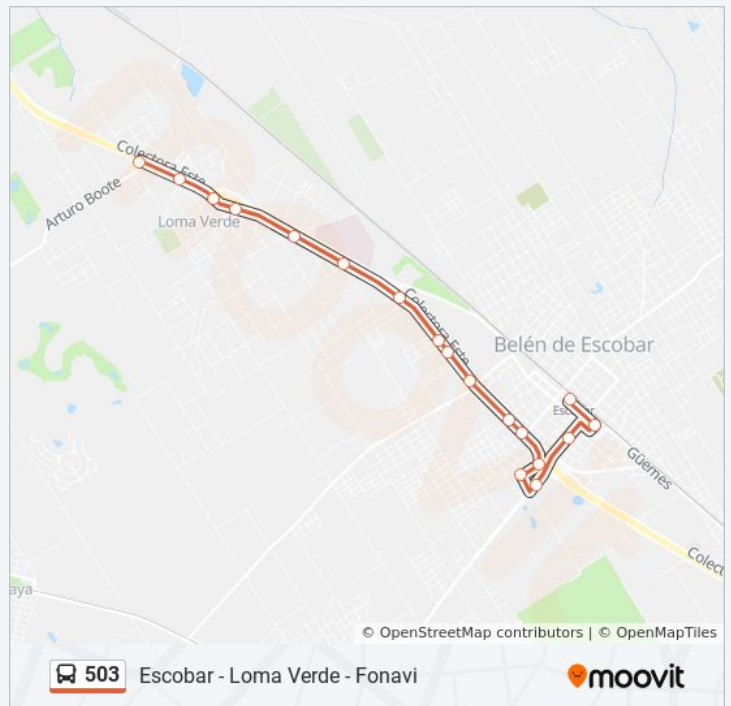 Colectora Este
Arturo Boote
Loma Verde
Colectora Este
Belén de Escobar
Escobar
Güemes
Colect
aya
© OpenStreetMap contributors | © OpenMapTiles
503 Escobar - Loma Verde - Fonavi
moovit